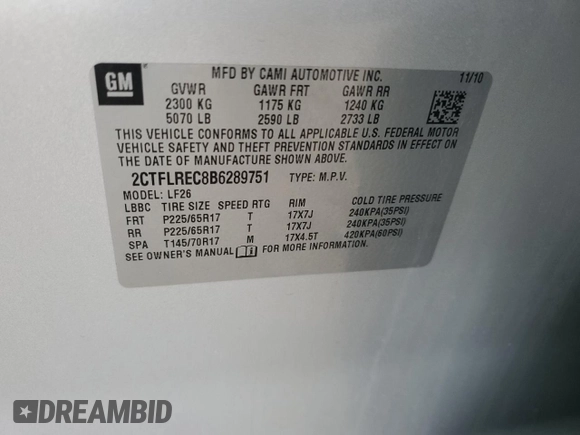 GM
MFD BY CAMI AUTOMOTIVE INC. 11/10
GVWR GAWR FRT GAWR RR
2300 KG 1175 KG 1240 KG
5070 LB 2590 LB 2733 LB
THIS VEHICLE CONFORMS TO ALL APPLICABLE U.S. FEDERAL MOTOR
VEHICLE SAFETY AND THEFT PREVENTION STANDARDS IN EFFECT ON
THE DATE OF MANUFACTURE SHOWN ABOVE.
2CTFLREC8B6289751 TYPE: M.P.V.
MODEL: LF26
LBBC TIRE SIZE SPEED RTG RIM COLD TIRE PRESSURE
FRT P225/65R17 T 17X7J 240KPA(35PSI)
RR P225/65R17 T 17X7J 240KPA(35PSI)
SPA T145/70R17 M 17X4.5T 420KPA(60PSI)
SEE OWNER'S MANUAL FOR MORE INFORMATION.
DREAMBID